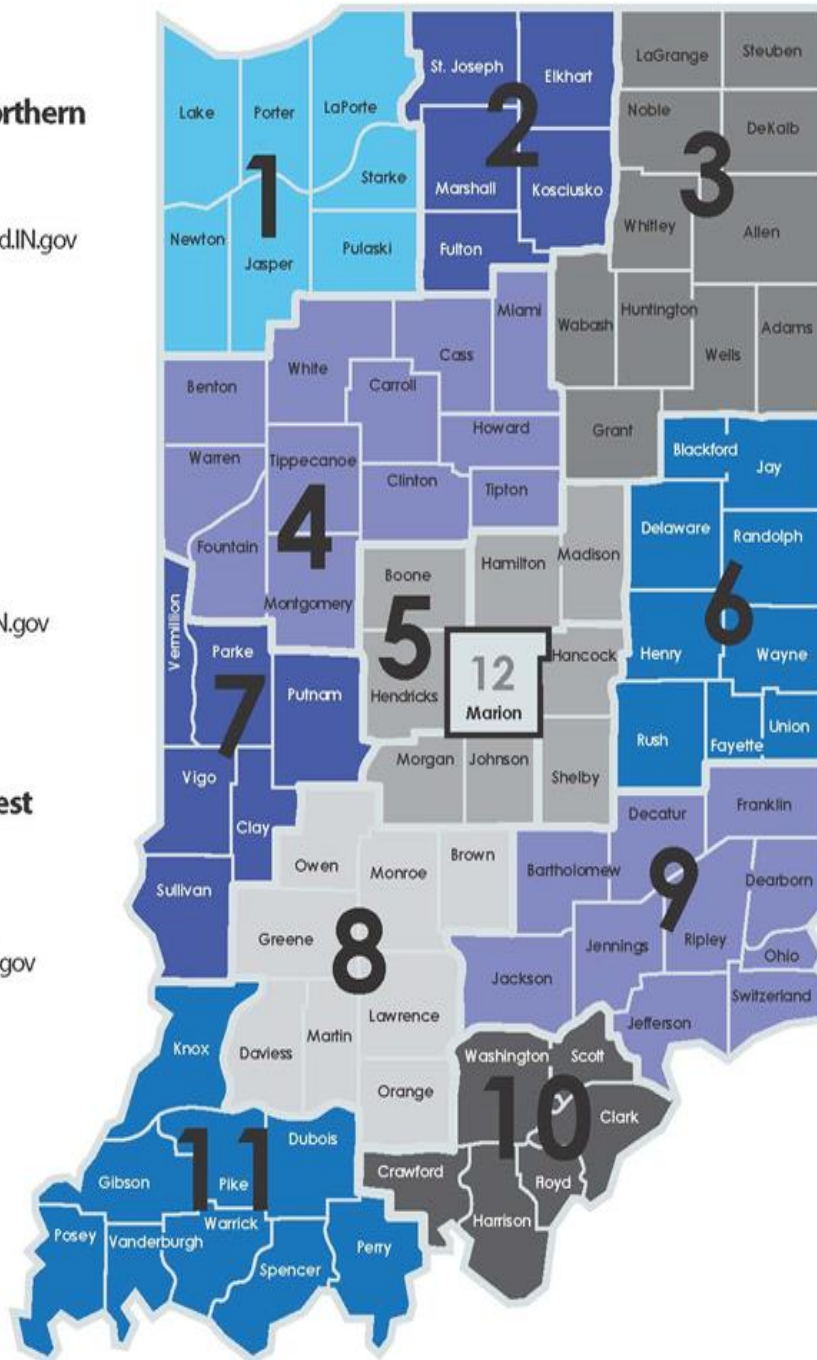 orthern
d.IN.gov
N.gov
est
gov
Lake
Porter
LaPorte
Starke
Newton
Jasper
Pulaski
1
St. Joseph
Elkhart
Marshall
Kosciusko
Fulton
2
LaGrange
Steuben
Noble
DeKalb
Whitley
Allen
Wabash
Huntington
Wells
Adams
Grant
3
Miami
Cass
White
Carroll
Benton
Howard
Warren
Tippecanoe
Clinton
Tipton
Fountain
Montgomery
4
Boone
Hamilton
Madison
Hancock
Hendricks
Morgan
Johnson
Shelby
5
12
Marion
Blackford
Jay
Delaware
Randolph
Henry
Wayne
Rush
Fayette
Union
6
Vermillion
Parke
Putnam
Vigo
Clay
Sullivan
7
Owen
Monroe
Brown
Greene
Lawrence
Daviess
Martin
Orange
8
Decatur
Franklin
Bartholomew
Dearborn
Jennings
Ripley
Ohio
Jackson
Switzerland
Jefferson
9
Washington
Scott
Clark
Crawford
Floyd
Harrison
10
Knox
Dubois
Gibson
Pike
Posey
Vanderburgh
Warrick
Spencer
Perry
11